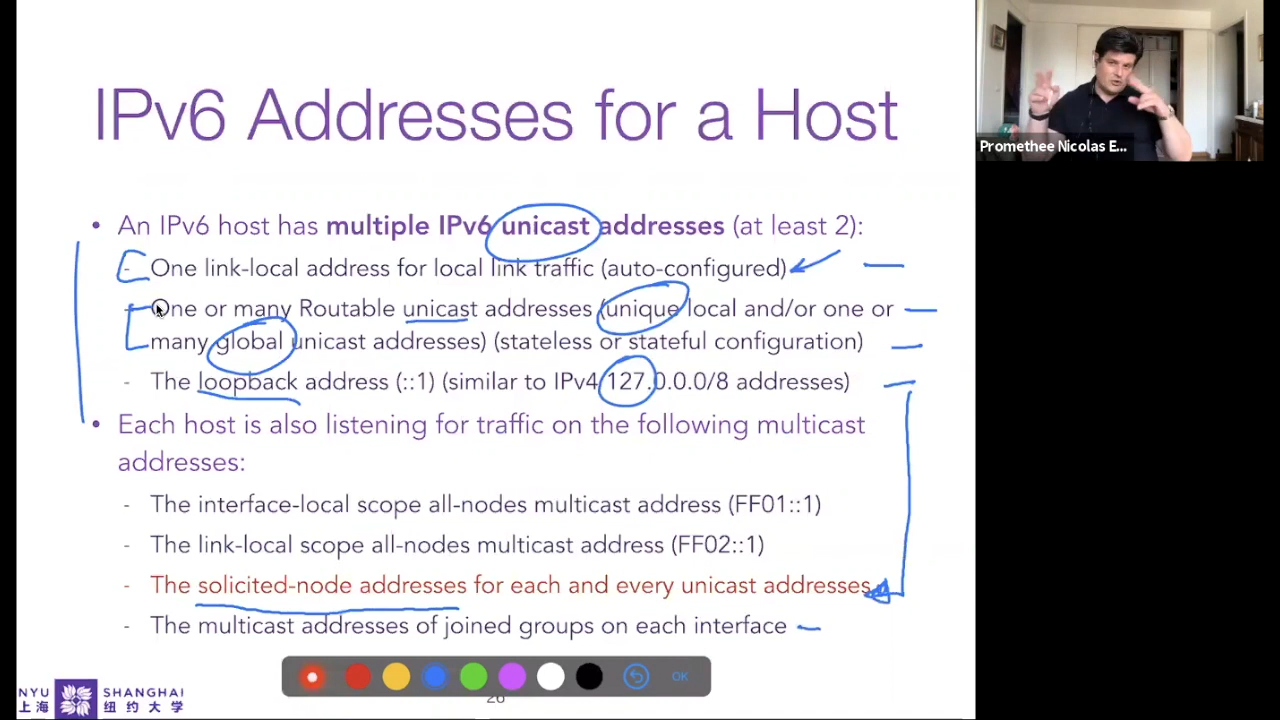 IPv6 Addresses for a Host
Promethee Nicolas E...
• An IPv6 host has multiple IPv6 unicast addresses (at least 2):
- One link-local address for local link traffic (auto-configured)
- One or many Routable unicast addresses (unique local and/or one or
many global unicast addresses) (stateless or stateful configuration)
- The loopback address (::1) (similar to IPv4 127.0.0.0/8 addresses)
• Each host is also listening for traffic on the following multicast
addresses:
- The interface-local scope all-nodes multicast address (FF01::1)
- The link-local scope all-nodes multicast address (FF02::1)
- The solicited-node addresses for each and every unicast addresses
- The multicast addresses of joined groups on each interface
OK
26
NYU SHANGHAI
上海 纽约大学